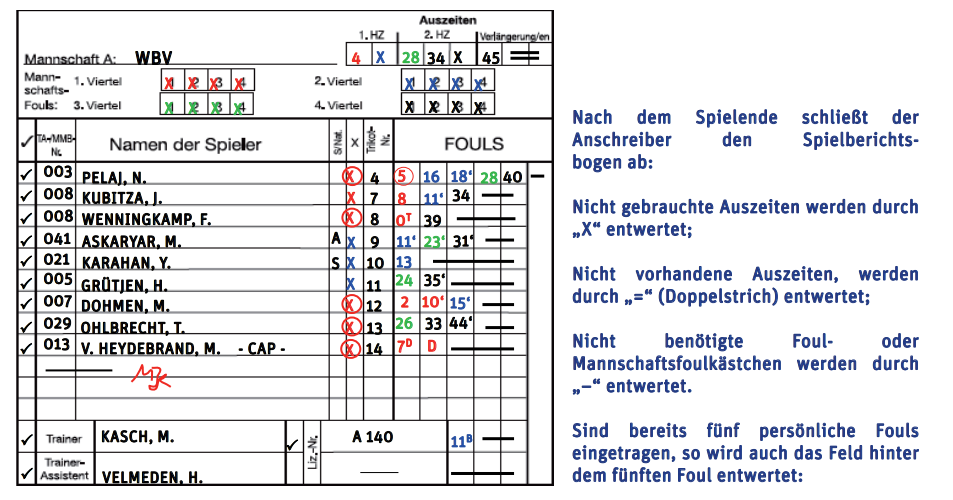 Auszeiten
1. HZ 2. HZ Verlängerung/en
Mannschaft A: WBV 4 X 28 34 X 45 =
Mann-
schafts-
Fouls:
1. Viertel X1 X2 X3 X4 2. Viertel X1 X2 X3 X4
3. Viertel X1 X2 X3 X4 4. Viertel X1 X2 X3 X4
✓ TA-/MMB-Nr. Namen der Spieler S/Nat. X Trikot-Nr. FOULS
✓ 003 PELAJ, N. X 4 5 16 18' 28 40 –
✓ 008 KUBITZA, J. X 7 8 11' 34 —
✓ 008 WENNINGKAMP, F. X 8 0T 39 —
✓ 041 ASKARYAR, M. A X 9 11' 23' 31' —
✓ 021 KARAHAN, Y. S X 10 13 —
✓ 005 GRÜTJEN, H. X 11 24 35' —
✓ 007 DOHMEN, M. X 12 2 10' 15' —
✓ 029 OHLBRECHT, T. X 13 26 33 44' —
✓ 013 V. HEYDEBRAND, M. - CAP - X 14 7D D —
✓ Trainer KASCH, M. ✓ Liz.-Nr. A 140 11B —
✓ Trainer-Assistent VELMEDEN, H. — —
Nach dem Spielende schließt der
Anschreiber den Spielberichts-
bogen ab:
Nicht gebrauchte Auszeiten werden durch
„X“ entwertet;
Nicht vorhandene Auszeiten, werden
durch „=“ (Doppelstrich) entwertet;
Nicht benötigte Foul- oder
Mannschaftsfoulkästchen werden durch
„–“ entwertet.
Sind bereits fünf persönliche Fouls
eingetragen, so wird auch das Feld hinter
dem fünften Foul entwertet: